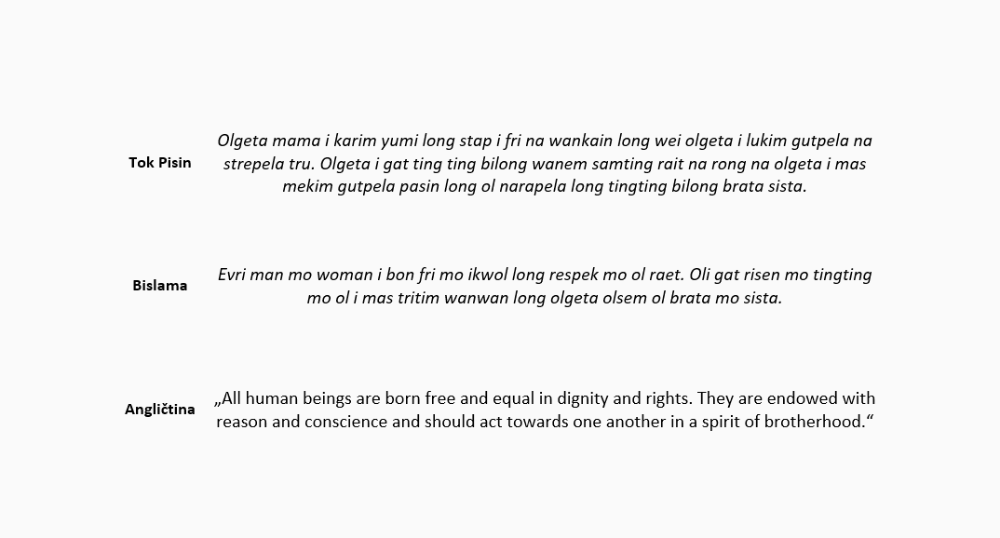 Olgeta mama i karim yumi long stap i fri na wankain long wei olgeta i lukim gutpela na
Tok Pisin
strepela tru. Olgeta i gat ting ting bilong wanem samting rait na rong na olgeta i mas
mekim gutpela pasin long ol narapela long tingting bilong brata sista.
Evri man mo woman i bon fri mo ikwol long respek mo ol raet. Oli gat risen mo tingting
Bislama
mo ol i mas tritim wanwan long olgeta olsem ol brata mo sista.
„All human beings are born free and equal in dignity and rights. They are endowed with
Angličtina
reason and conscience and should act towards one another in a spirit of brotherhood.“